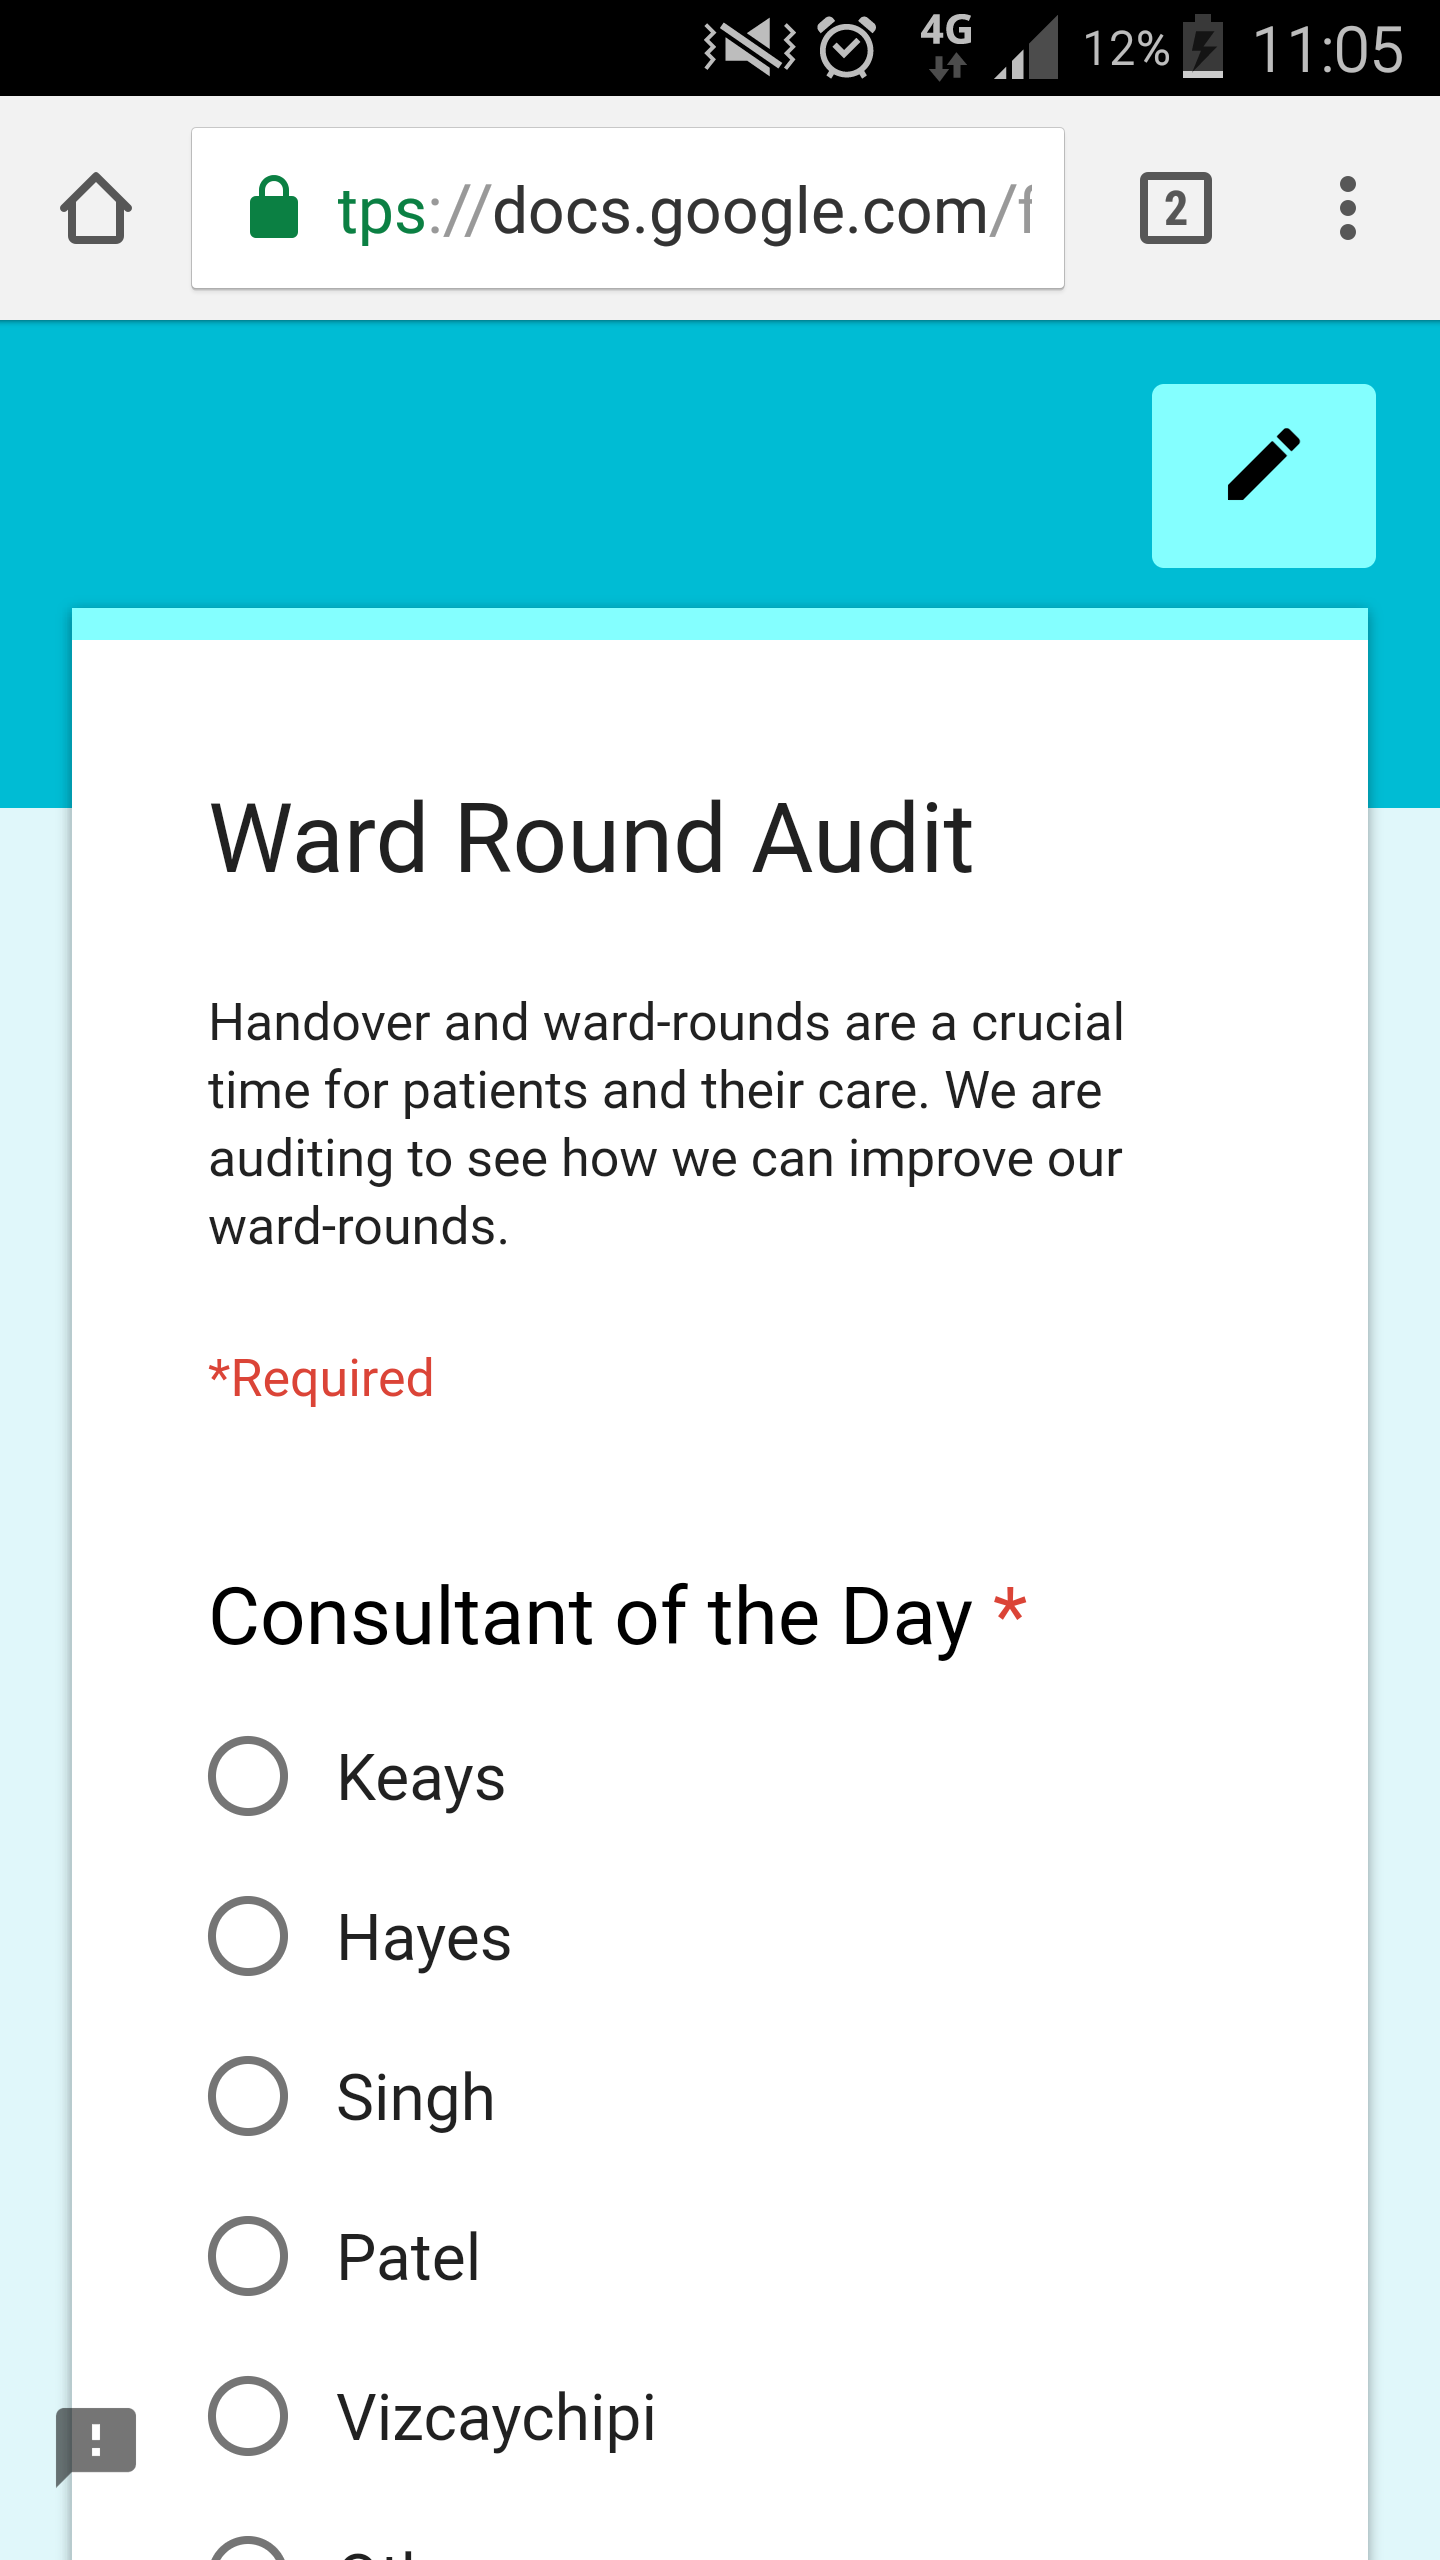 4G 12% 11:05
tps://docs.google.com/f
2
Ward Round Audit
Handover and ward-rounds are a crucial
time for patients and their care. We are
auditing to see how we can improve our
ward-rounds.
*Required
Consultant of the Day *
Keays
Hayes
Singh
Patel
Vizcaychipi